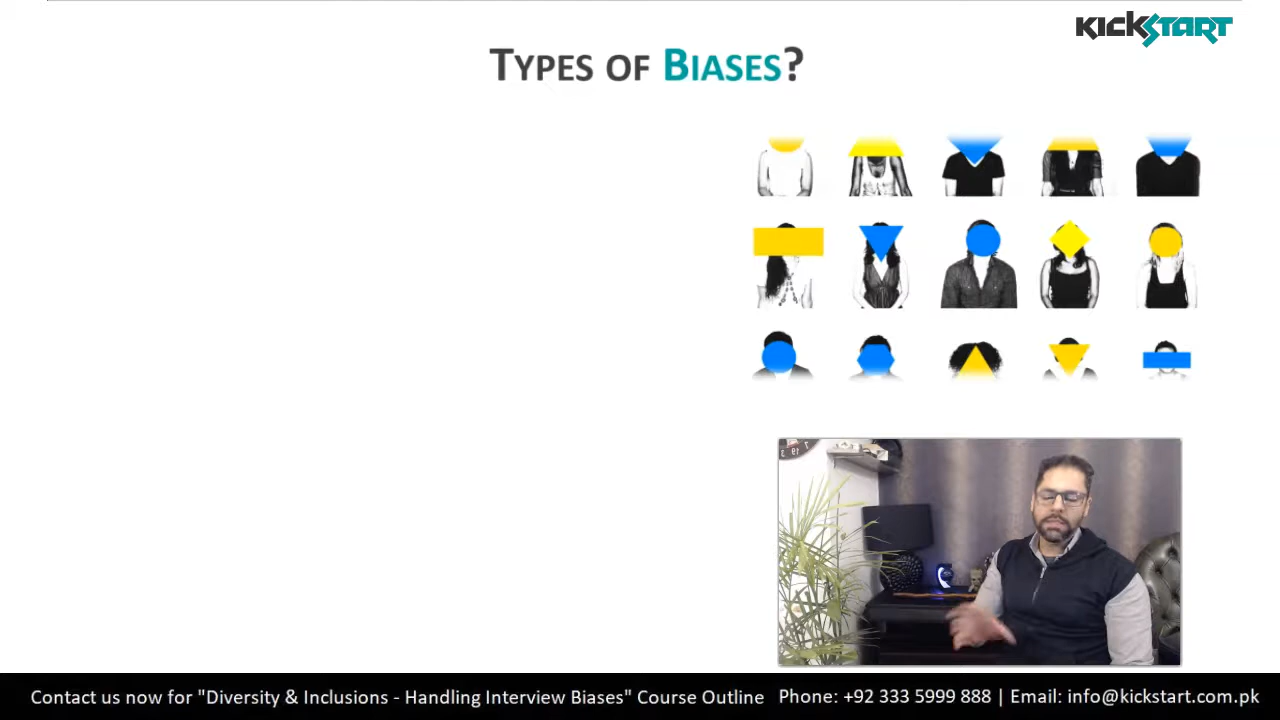 KICKSTART
TYPES OF BIASES?
Contact us now for "Diversity & Inclusions - Handling Interview Biases" Course Outline Phone: +92 333 5999 888 | Email: info@kickstart.com.pk